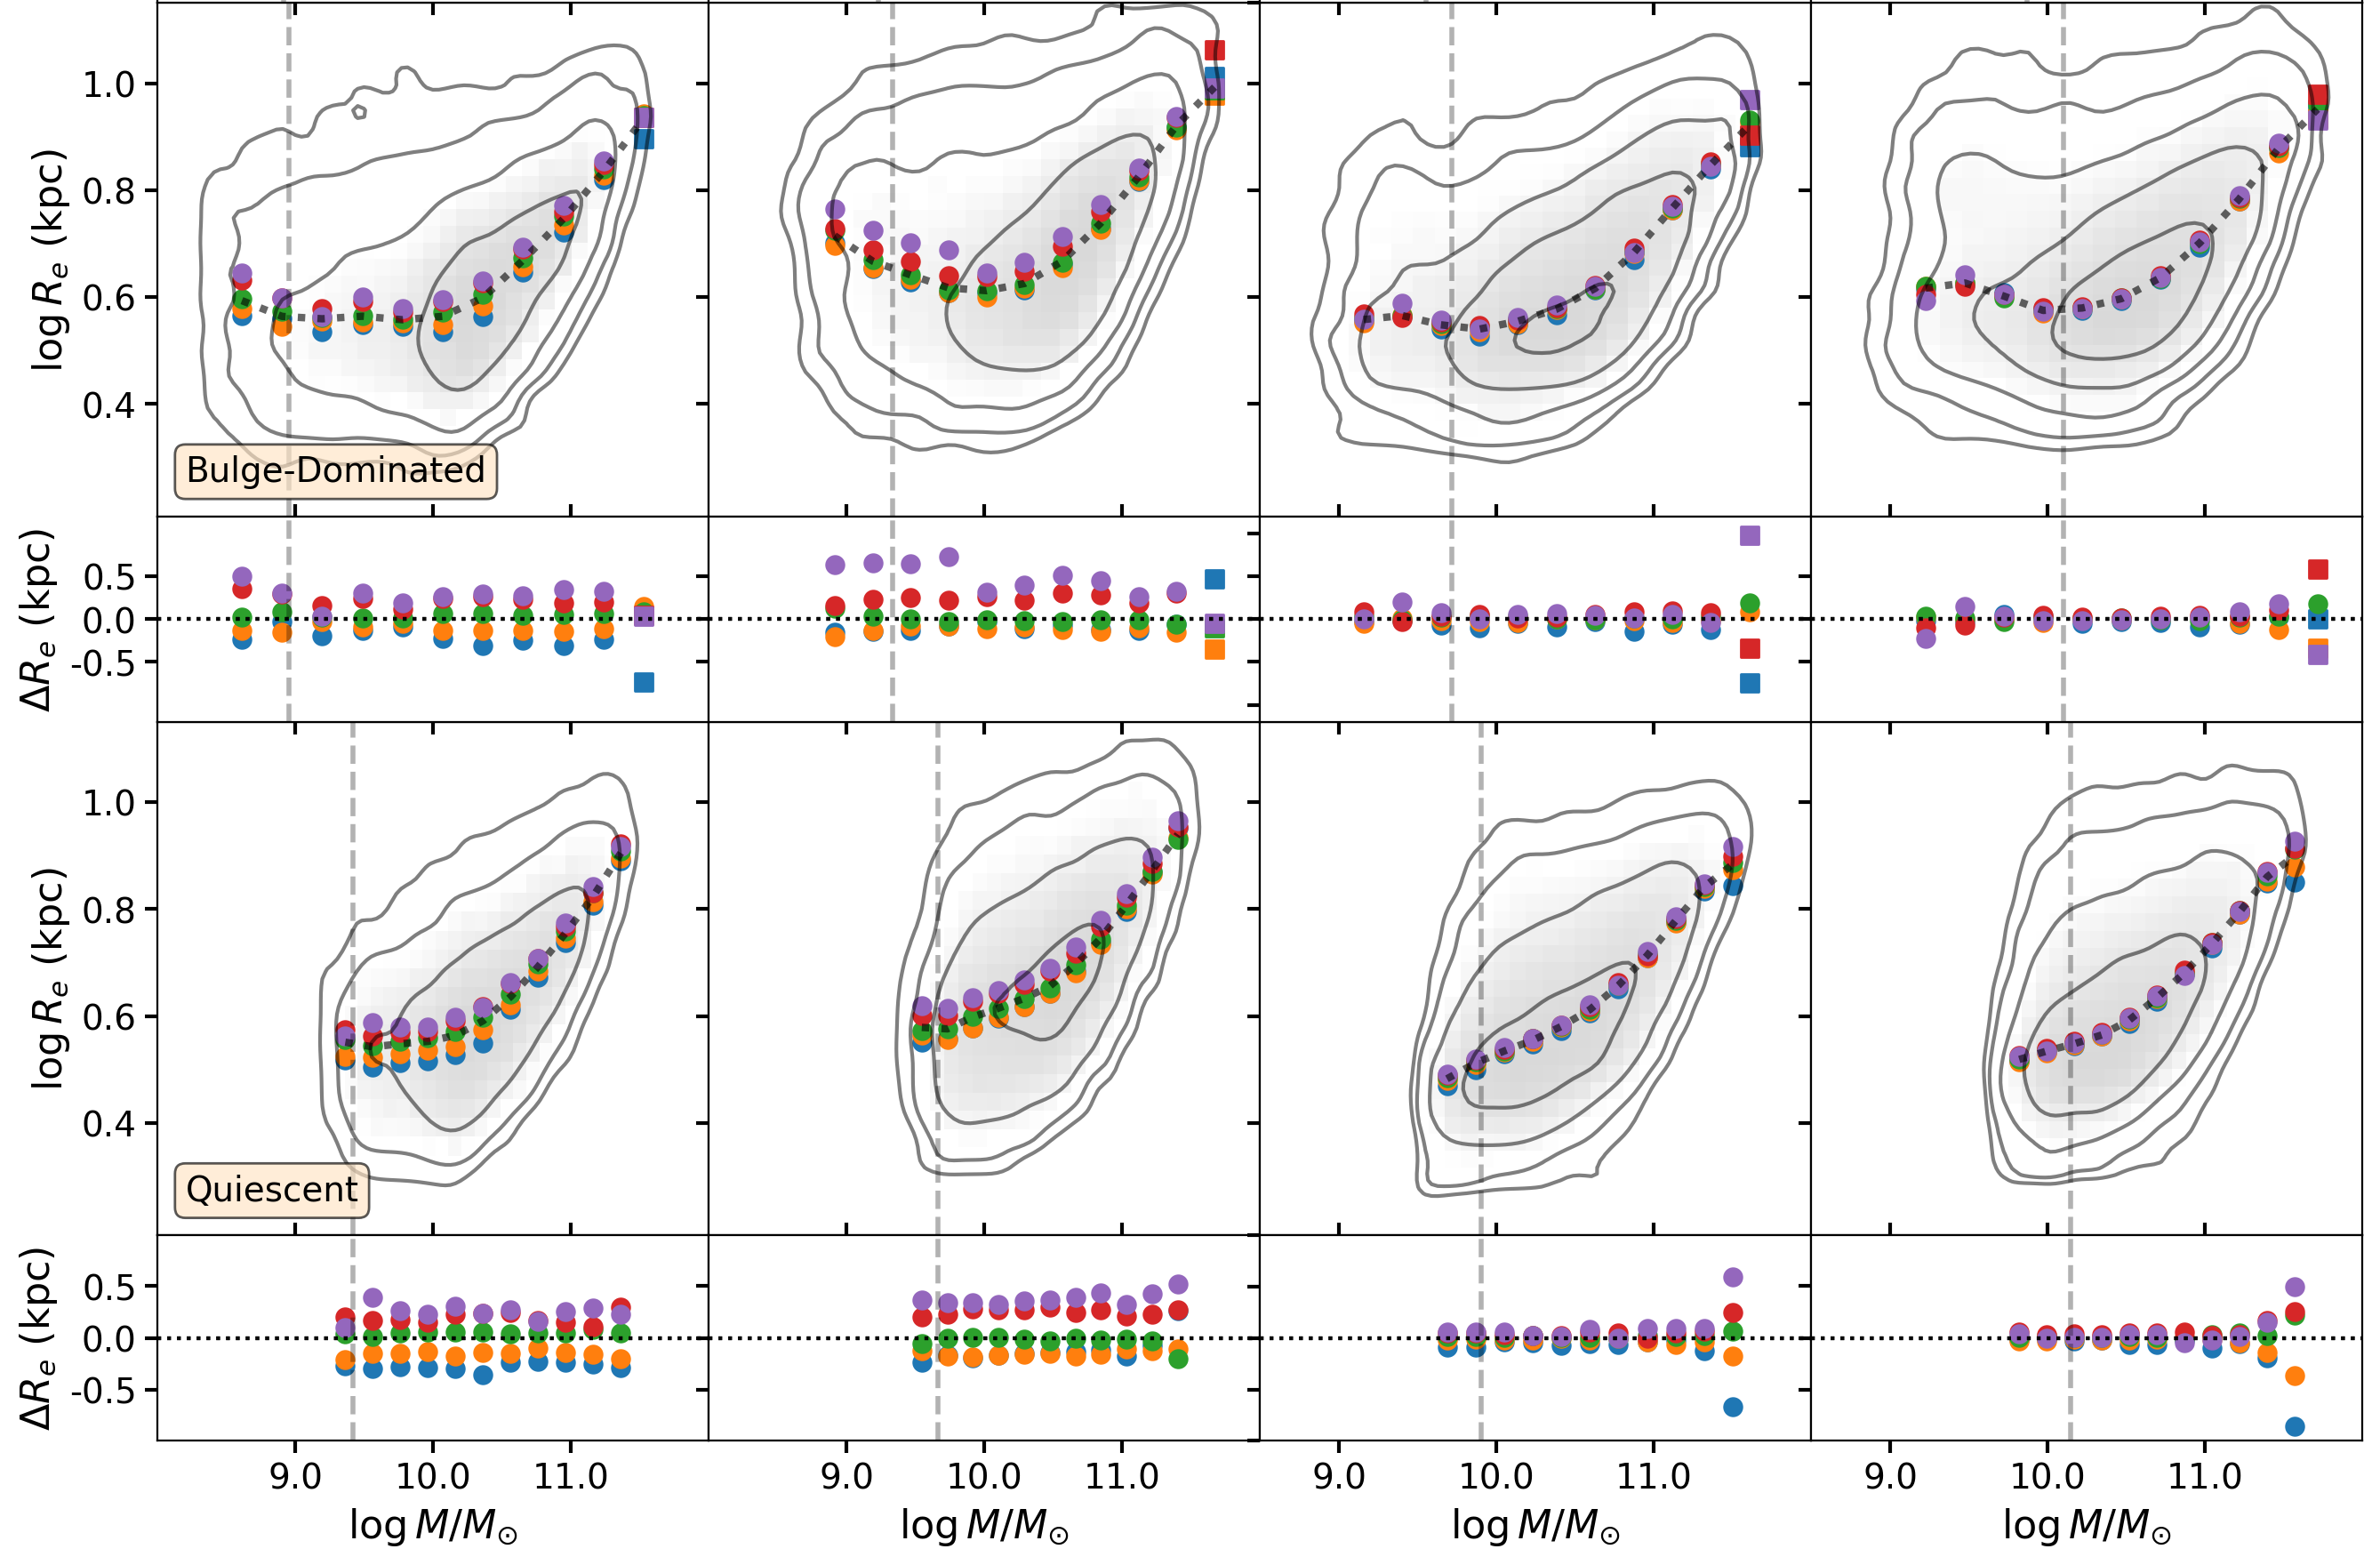 1.0
0.8
0.6
0.4
log R_e (kpc)
Bulge-Dominated
0.5
0.0
-0.5
ΔR_e (kpc)
1.0
0.8
0.6
0.4
log R_e (kpc)
Quiescent
0.5
0.0
-0.5
ΔR_e (kpc)
9.0 10.0 11.0 9.0 10.0 11.0 9.0 10.0 11.0 9.0 10.0 11.0
log M/M_⊙ log M/M_⊙ log M/M_⊙ log M/M_⊙